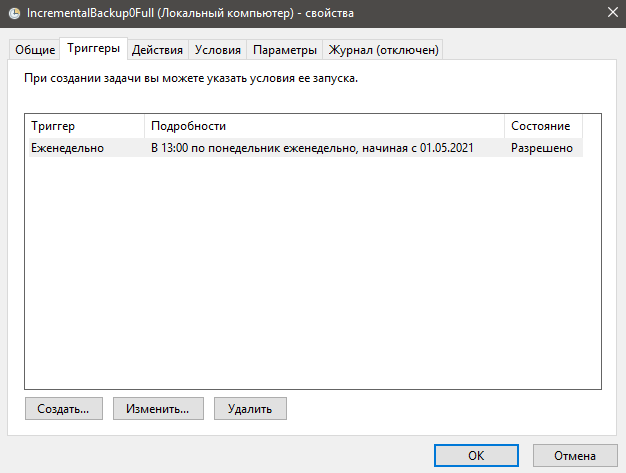 IncrementalBackup0Full (Локальный компьютер) - свойства
Общие Триггеры Действия Условия Параметры Журнал (отключен)
При создании задачи вы можете указать условия ее запуска.
Триггер Подробности Состояние
Еженедельно В 13:00 по понедельник еженедельно, начиная с 01.05.2021 Разрешено
Создать... Изменить... Удалить
ОК Отмена